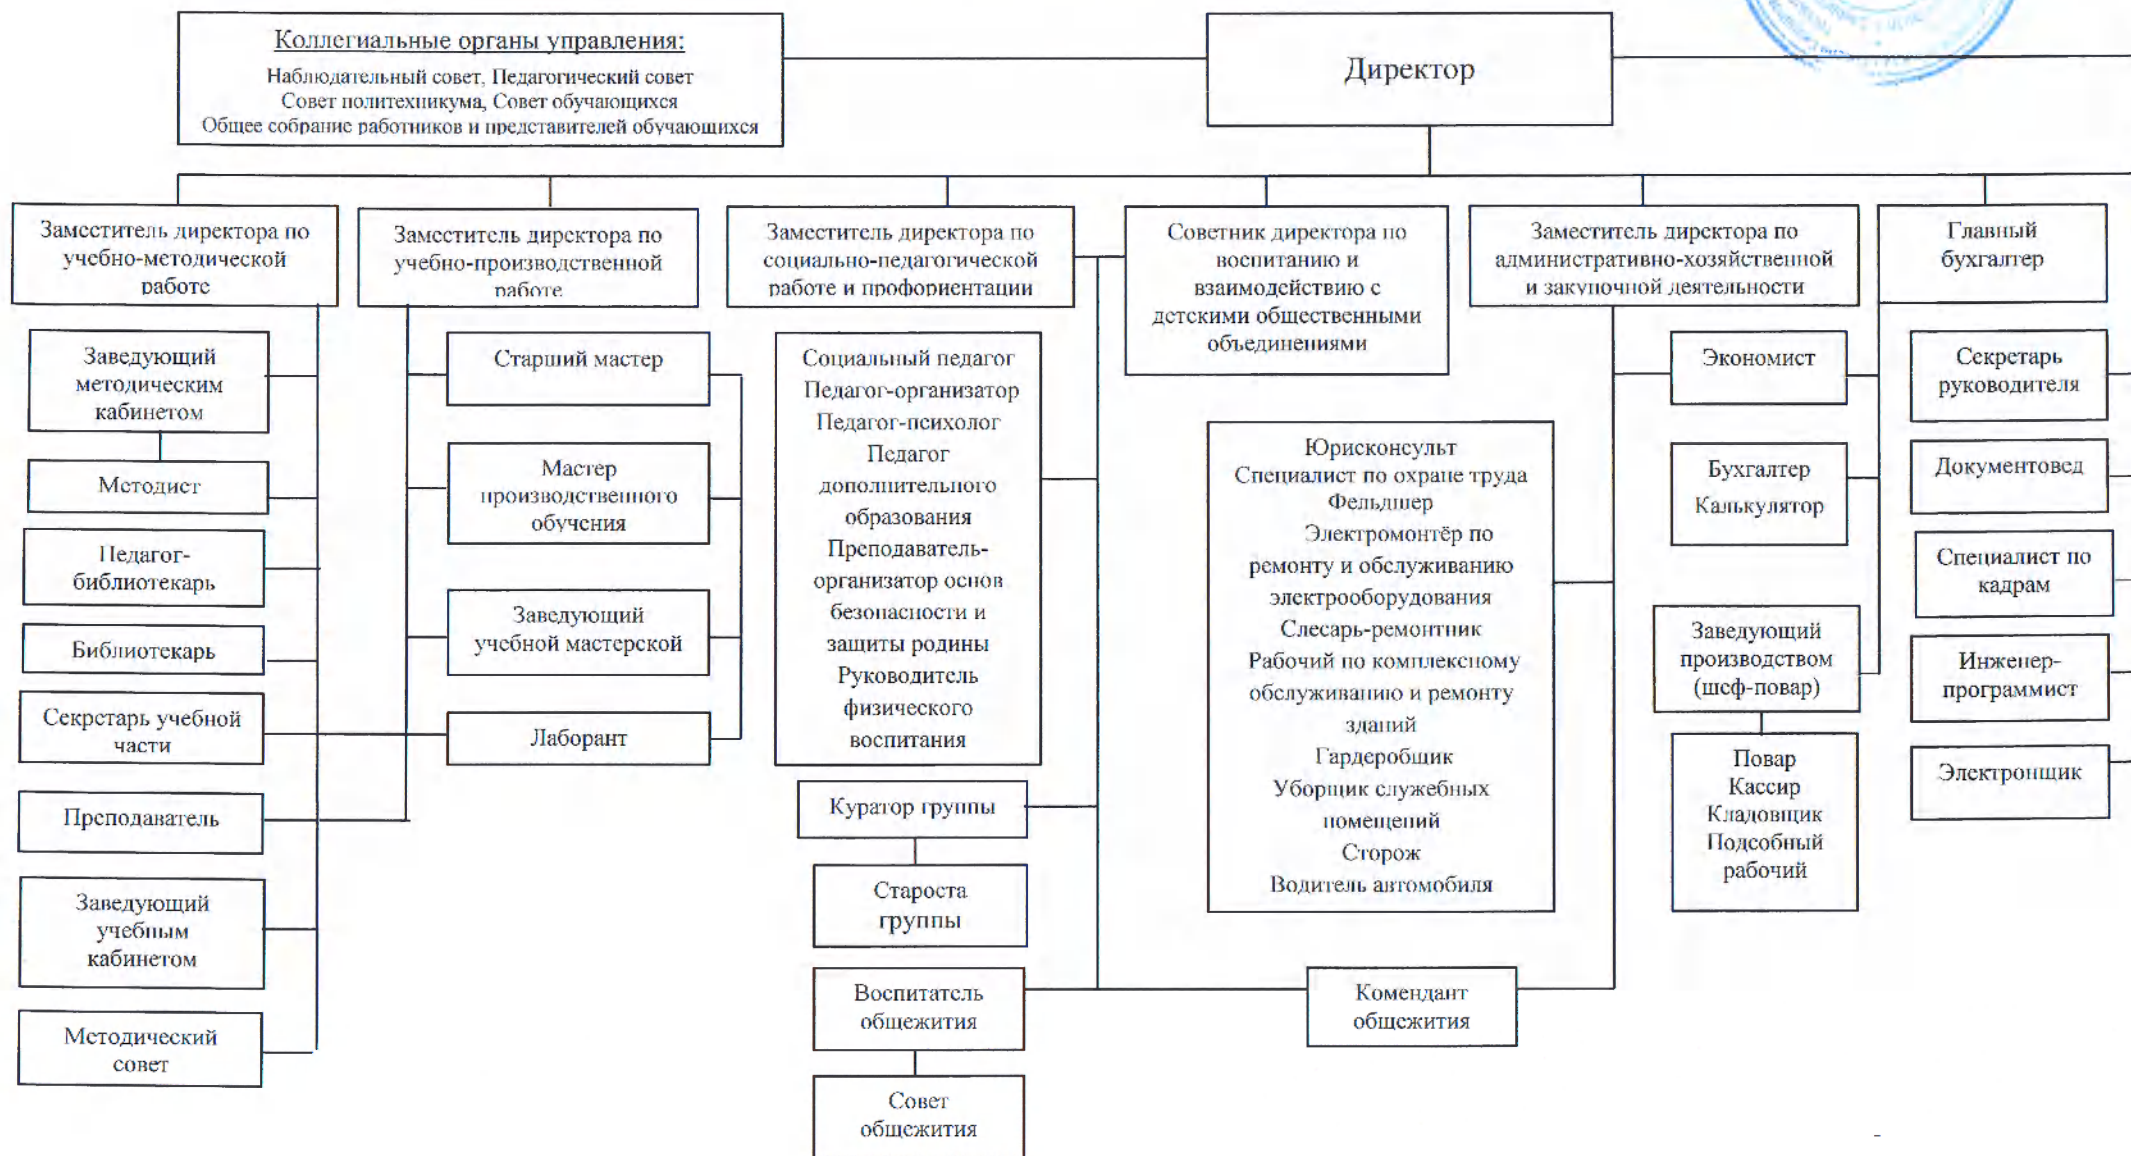 Коллегиальные органы управления:
Наблюдательный совет, Педагогический совет
Совет политехникума, Совет обучающихся
Общее собрание работников и представителей обучающихся
Директор
Заместитель директора по
учебно-методической
работе
Заместитель директора по
учебно-производственной
работе
Заместитель директора по
социально-педагогической
работе и профориентации
Советник директора по
воспитанию и
взаимодействию с
детскими общественными
объединениями
Заместитель директора по
административно-хозяйственной
и закупочной деятельности
Главный
бухгалтер
Заведующий
методическим
кабинетом
Методист
Педагог-
библиотекарь
Библиотекарь
Секретарь учебной
части
Преподаватель
Заведующий
учебным
кабинетом
Методический
совет
Старший мастер
Мастер
производственного
обучения
Заведующий
учебной мастерской
Лаборант
Социальный педагог
Педагог-организатор
Педагог-психолог
Педагог
дополнительного
образования
Преподаватель-
организатор основ
безопасности и
защиты родины
Руководитель
физического
воспитания
Куратор группы
Староста
группы
Воспитатель
общежития
Совет
общежития
Юрисконсульт
Специалист по охране труда
Фельдшер
Электромонтёр по
ремонту и обслуживанию
электрооборудования
Слесарь-ремонтник
Рабочий по комплексному
обслуживанию и ремонту
зданий
Гардеробщик
Уборщик служебных
помещений
Сторож
Водитель автомобиля
Комендант
общежития
Экономист
Бухгалтер
Калькулятор
Заведующий
производством
(шеф-повар)
Повар
Кассир
Кладовщик
Подсобный
рабочий
Секретарь
руководителя
Документовед
Специалист по
кадрам
Инженер-
программист
Электронщик